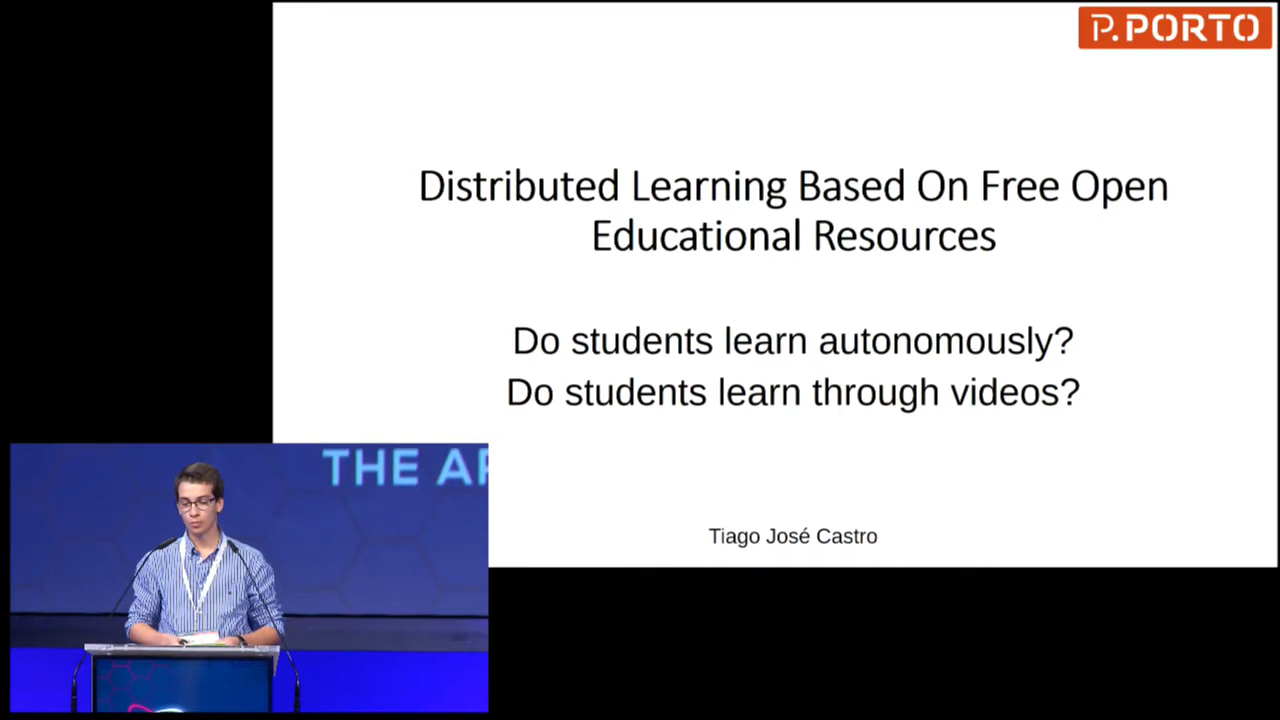 P.PORTO
Distributed Learning Based On Free Open
Educational Resources
Do students learn autonomously?
Do students learn through videos?
Tiago José Castro
THE